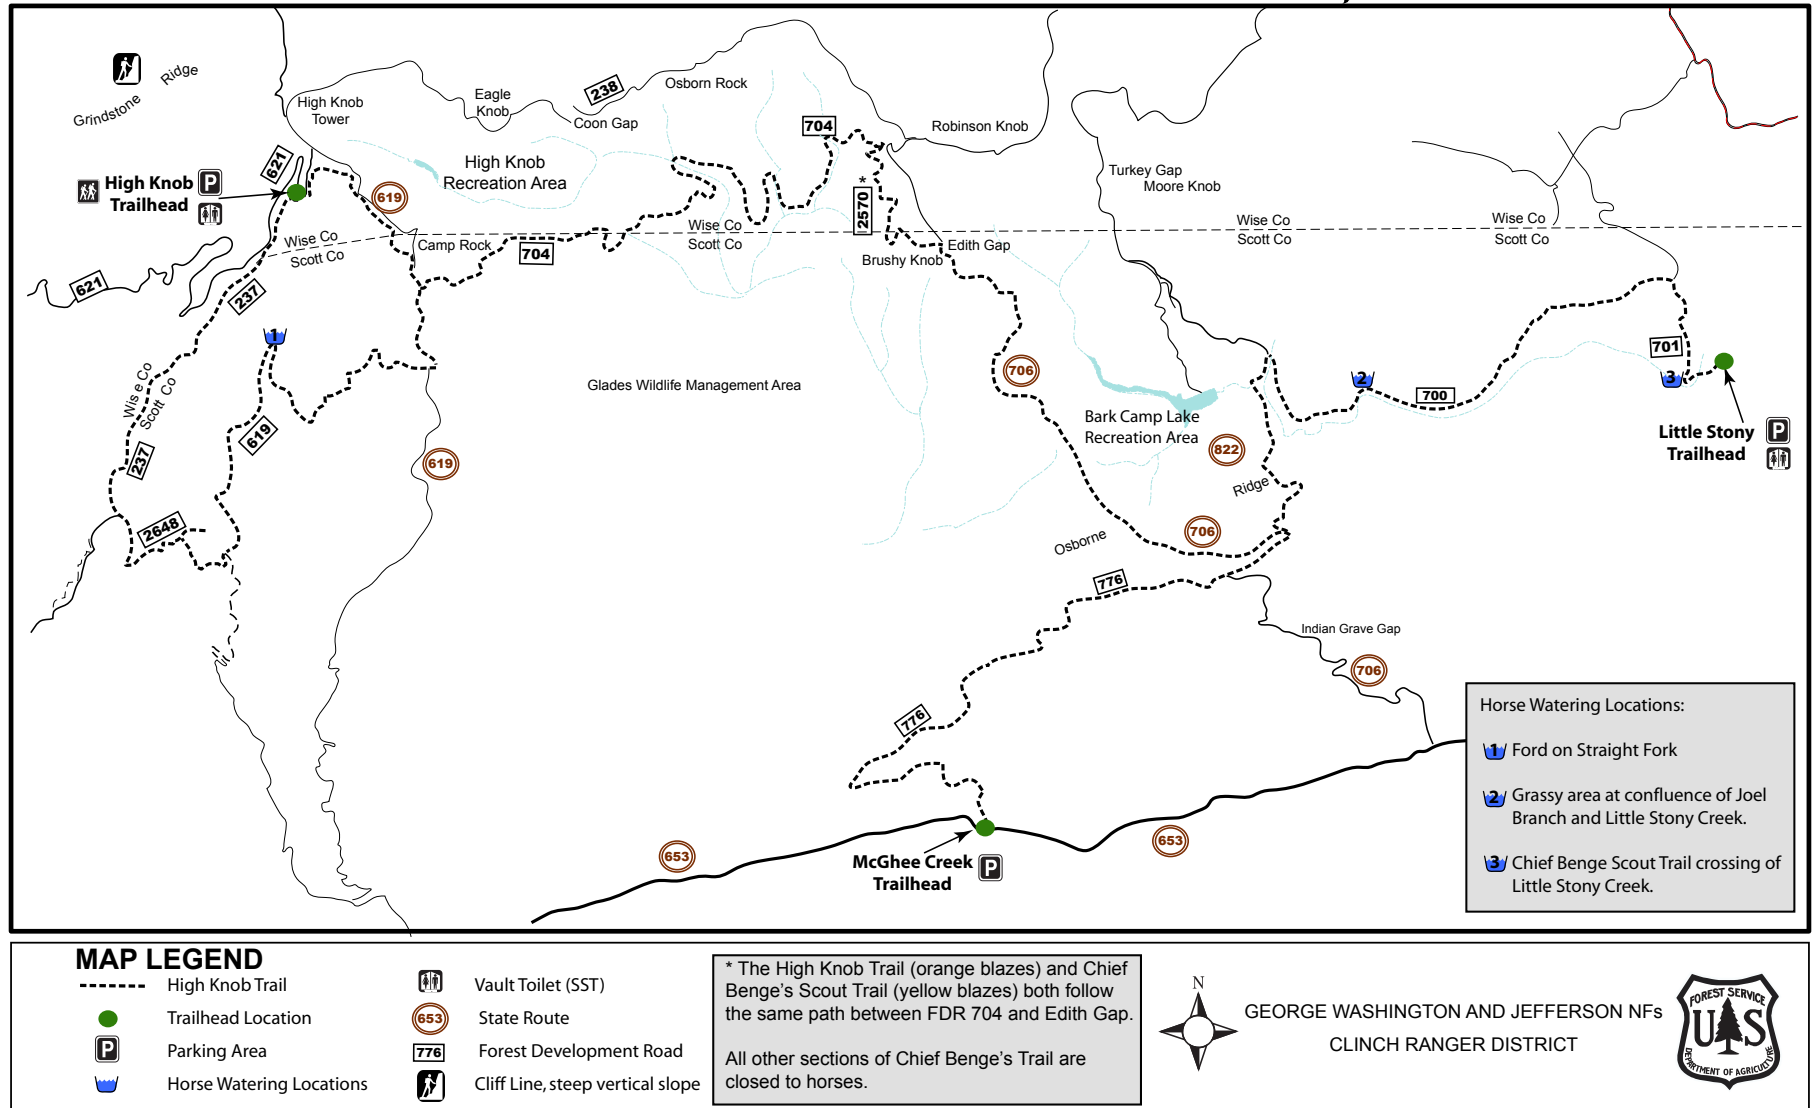 Grindstone
Ridge
High Knob
Tower
Eagle
Knob
Coon Gap
238
Osborn Rock
Robinson Knob
704
621
High Knob
Trailhead
P
619
High Knob
Recreation Area
*
2570
Turkey Gap
Moore Knob
Wise Co
Scott Co
Camp Rock
704
Wise Co
Scott Co
Brushy Knob
Edith Gap
Wise Co
Scott Co
Wise Co
Scott Co
621
237
1
Wise Co
Scott Co
237
619
619
2648
Glades Wildlife Management Area
706
Bark Camp Lake
Recreation Area
822
Ridge
Osborne
706
2
700
701
3
Little Stony
Trailhead
P
776
Indian Grave Gap
706
776
McGhee Creek
Trailhead
P
653
653
Horse Watering Locations:
1 Ford on Straight Fork
2 Grassy area at confluence of Joel
Branch and Little Stony Creek.
3 Chief Benge Scout Trail crossing of
Little Stony Creek.
MAP LEGEND
High Knob Trail
Trailhead Location
P Parking Area
Horse Watering Locations
Vault Toilet (SST)
653 State Route
776 Forest Development Road
Cliff Line, steep vertical slope
* The High Knob Trail (orange blazes) and Chief
Benge's Scout Trail (yellow blazes) both follow
the same path between FDR 704 and Edith Gap.
All other sections of Chief Benge's Trail are
closed to horses.
N
GEORGE WASHINGTON AND JEFFERSON NFs
CLINCH RANGER DISTRICT
FOREST SERVICE
US
DEPARTMENT OF AGRICULTURE